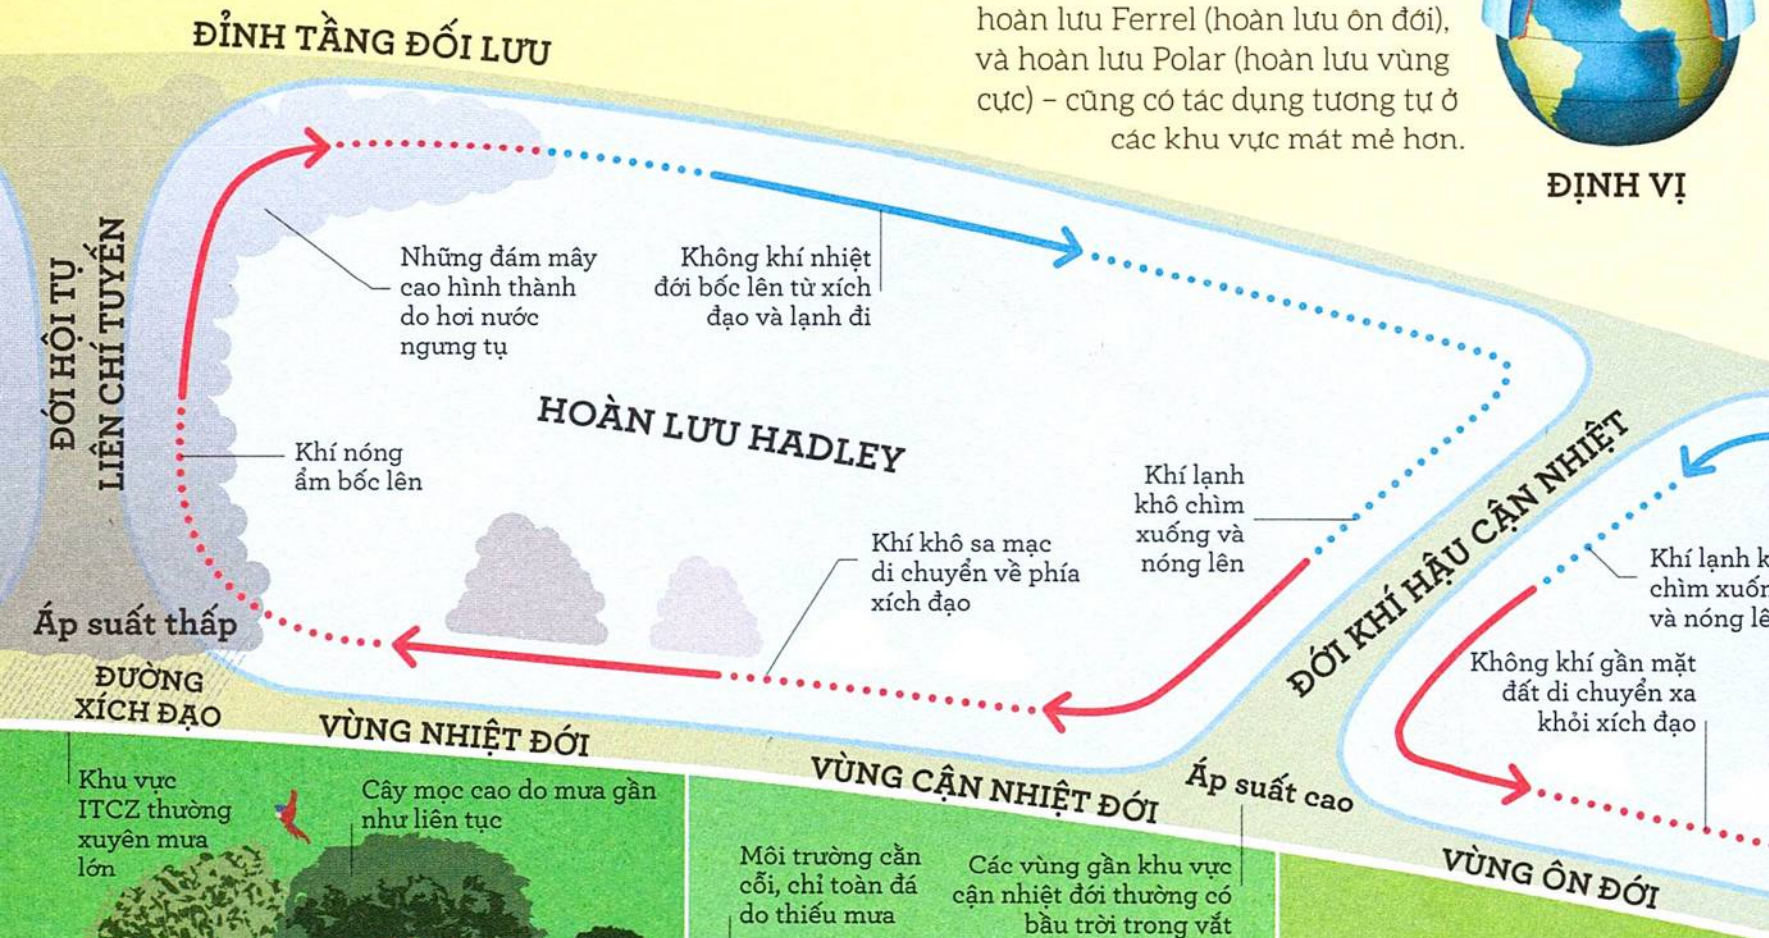 hoàn lưu Ferrel (hoàn lưu ôn đới),
và hoàn lưu Polar (hoàn lưu vùng
cực) – cũng có tác dụng tương tự ở
các khu vực mát mẻ hơn.
ĐỊNH VỊ
ĐỈNH TẦNG ĐỐI LƯU
ĐỚI HỘI TỤ
LIÊN CHÍ TUYẾN
Những đám mây
cao hình thành
do hơi nước
ngưng tụ
Không khí nhiệt
đới bốc lên từ xích
đạo và lạnh đi
HOÀN LƯU HADLEY
Khí nóng
ẩm bốc lên
Khí lạnh
khô chìm
xuống và
nóng lên
Khí khô sa mạc
di chuyển về phía
xích đạo
ĐỚI KHÍ HẬU CẬN NHIỆT
Khí lạnh k
chìm xuốn
và nóng lê
Không khí gần mặt
đất di chuyển xa
khỏi xích đạo
Áp suất thấp
ĐƯỜNG
XÍCH ĐẠO
VÙNG NHIỆT ĐỚI
VÙNG CẬN NHIỆT ĐỚI
Áp suất cao
VÙNG ÔN ĐỚI
Khu vực
ITCZ thường
xuyên mưa
lớn
Cây mọc cao do mưa gần
như liên tục
Môi trường cằn
cỗi, chỉ toàn đá
do thiếu mưa
Các vùng gần khu vực
cận nhiệt đới thường có
bầu trời trong vắt